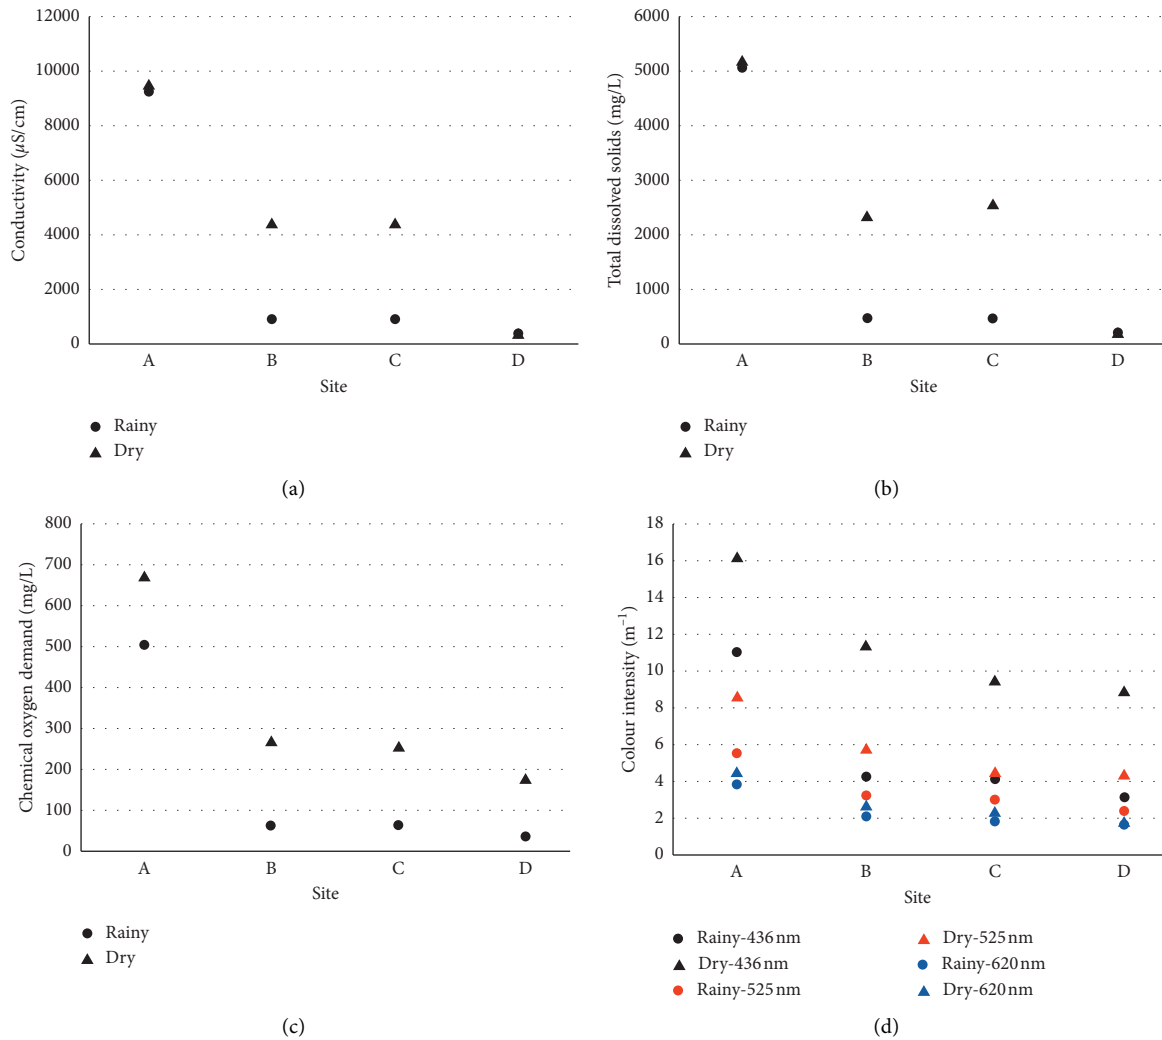 Conductivity (μS/cm)
12000
10000
8000
6000
4000
2000
0
A B C D
Site
Rainy
Dry
(a)
Total dissolved solids (mg/L)
6000
5000
4000
3000
2000
1000
0
A B C D
Site
Rainy
Dry
(b)
Chemical oxygen demand (mg/L)
800
700
600
500
400
300
200
100
0
A B C D
Site
Rainy
Dry
(c)
Colour intensity (m⁻¹)
18
16
14
12
10
8
6
4
2
0
A B C D
Site
Rainy-436 nm
Dry-436 nm
Rainy-525 nm
Dry-525 nm
Rainy-620 nm
Dry-620 nm
(d)